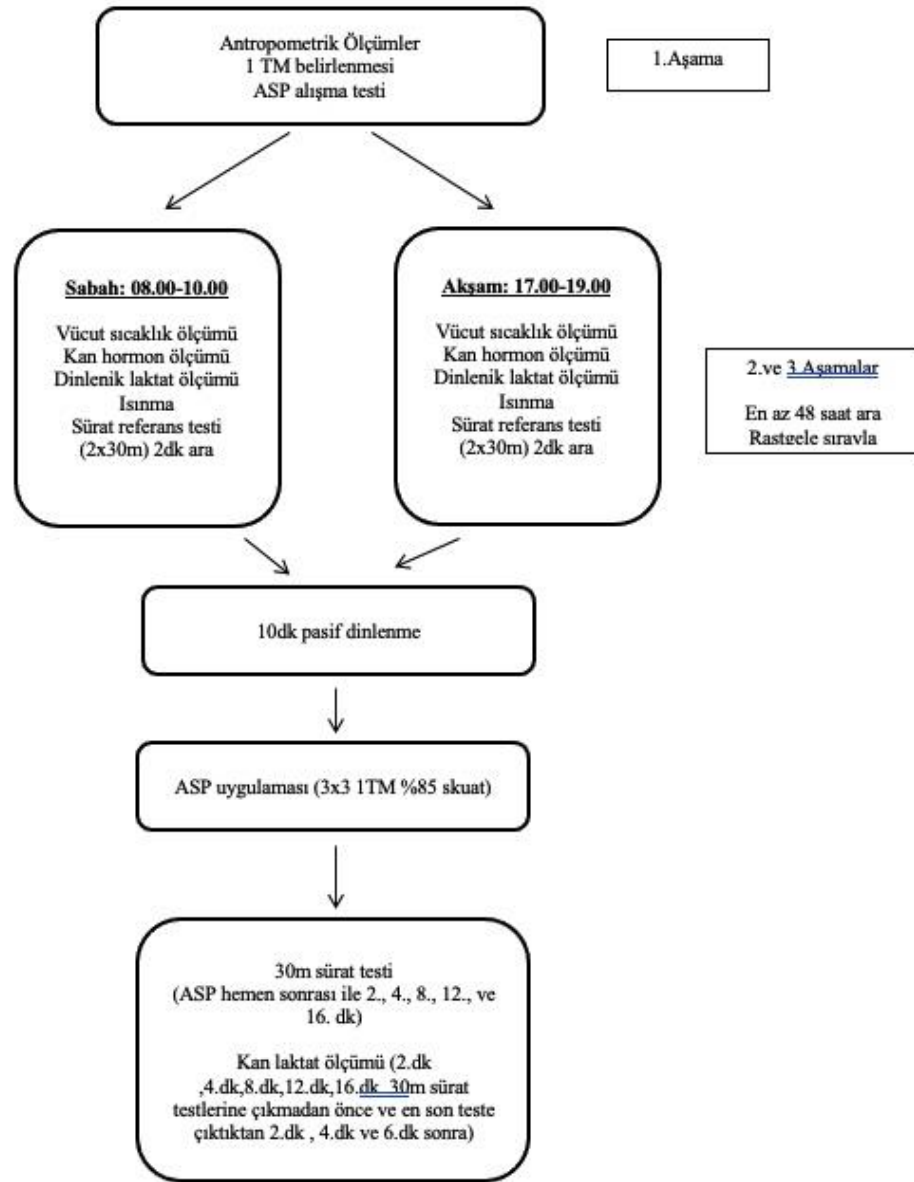 Antropometrik Ölçümler
1 TM belirlenmesi
ASP alışma testi
1.Aşama
Sabah: 08.00-10.00
Vücut sıcaklık ölçümü
Kan hormon ölçümü
Dinlenik laktat ölçümü
Isınma
Sürat referans testi
(2x30m) 2dk ara
Akşam: 17.00-19.00
Vücut sıcaklık ölçümü
Kan hormon ölçümü
Dinlenik laktat ölçümü
Isınma
Sürat referans testi
(2x30m) 2dk ara
2.ve 3.Aşamalar
En az 48 saat ara
Rastgele sırayla
10dk pasif dinlenme
ASP uygulaması (3x3 1TM %85 skuat)
30m sürat testi
(ASP hemen sonrası ile 2., 4., 8., 12., ve
16. dk)
Kan laktat ölçümü (2.dk
,4.dk,8.dk,12.dk,16.dk 30m sürat
testlerine çıkmadan önce ve en son teste
çıktıktan 2.dk , 4.dk ve 6.dk sonra)